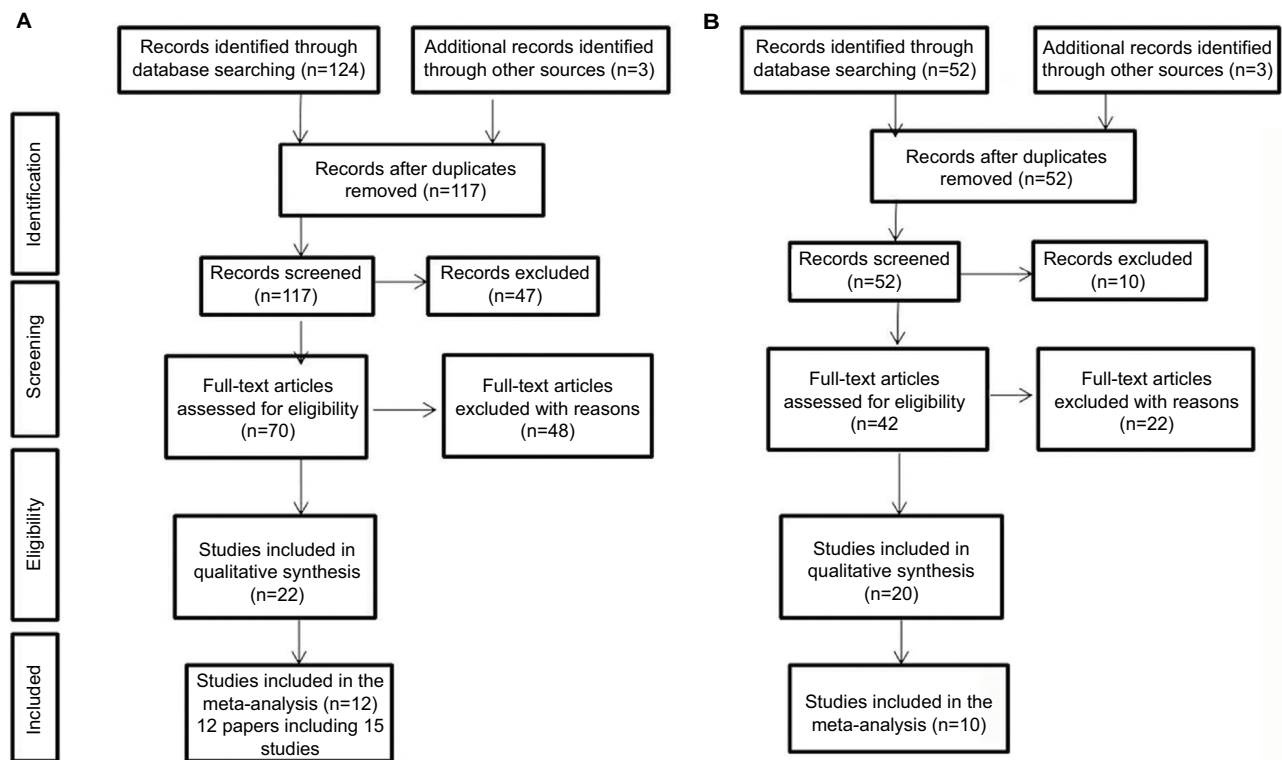 A
Records identified through
database searching (n=124)
Additional records identified
through other sources (n=3)
Records after duplicates
removed (n=117)
Records screened
(n=117)
Records excluded
(n=47)
Full-text articles
assessed for eligibility
(n=70)
Full-text articles
excluded with reasons
(n=48)
Studies included in
qualitative synthesis
(n=22)
Studies included in the
meta-analysis (n=12)
12 papers including 15
studies
Identification
Screening
Eligibility
Included
B
Records identified through
database searching (n=52)
Additional records identified
through other sources (n=3)
Records after duplicates
removed (n=52)
Records screened
(n=52)
Records excluded
(n=10)
Full-text articles
assessed for eligibility
(n=42
Full-text articles
excluded with reasons
(n=22)
Studies included in
qualitative synthesis
(n=20)
Studies included in the
meta-analysis (n=10)